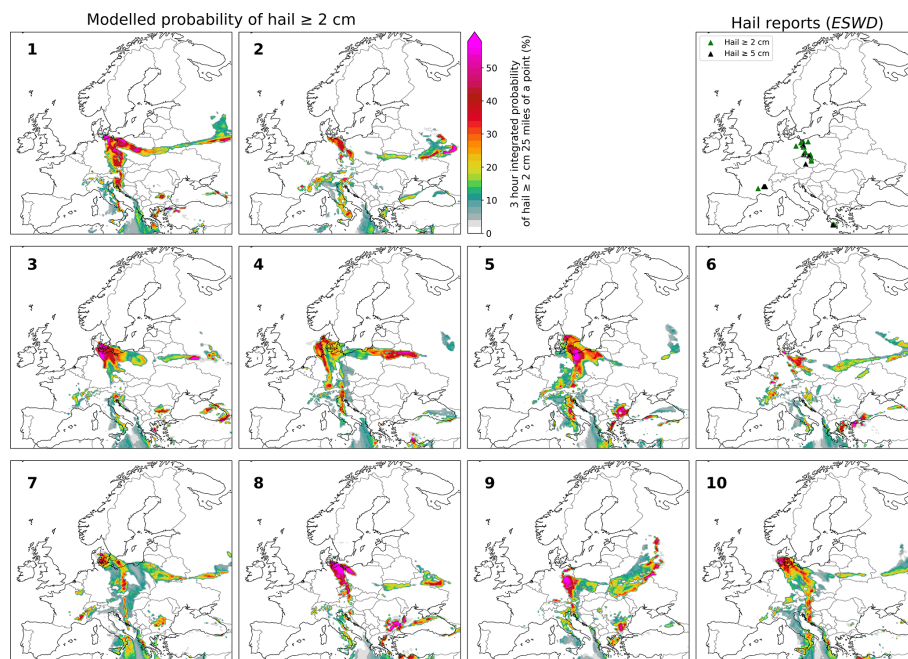 Modelled probability of hail ≥ 2 cm
Hail reports (ESWD)
1
2
50
40
30
20
10
0
3 hour integrated probability
of hail ≥ 2 cm 25 miles of a point (%)
Hail ≥ 2 cm
Hail ≥ 5 cm
3
4
5
6
7
8
9
10